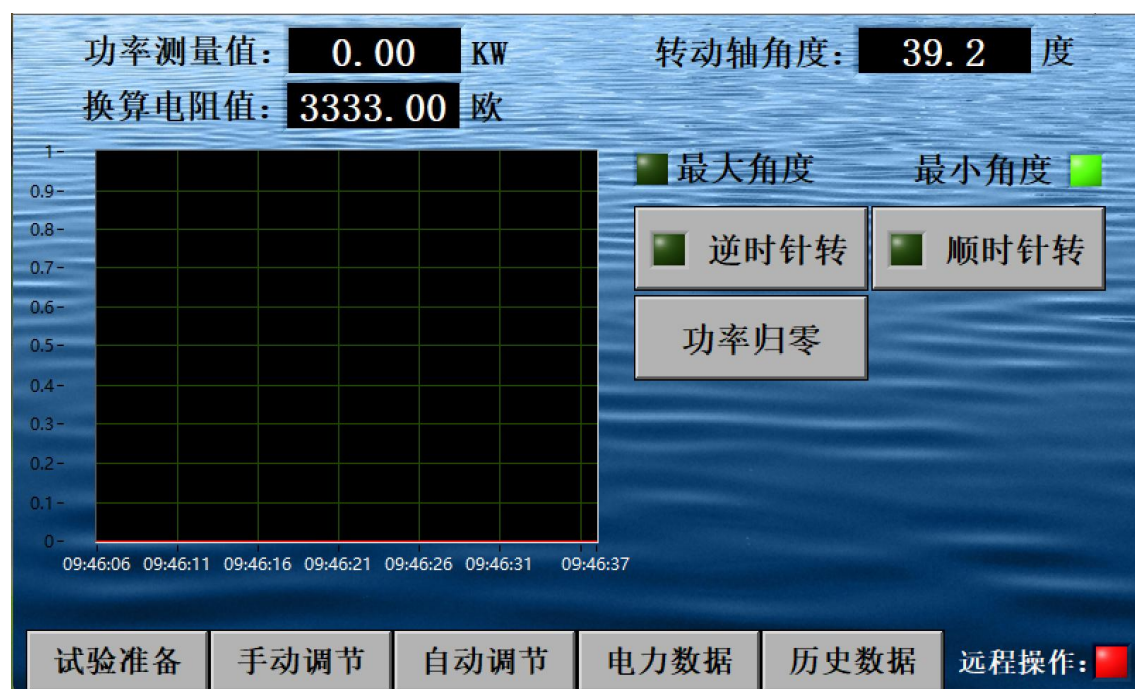 功率测量值: 0.00 KW 转动轴角度: 39.2 度
换算电阻值: 3333.00 欧
最大角度 最小角度
逆时针转 顺时针转
功率归零
1
0.9
0.8
0.7
0.6
0.5
0.4
0.3
0.2
0.1
0
09:46:06 09:46:11 09:46:16 09:46:21 09:46:26 09:46:31 09:46:37
试验准备 手动调节 自动调节 电力数据 历史数据 远程操作: